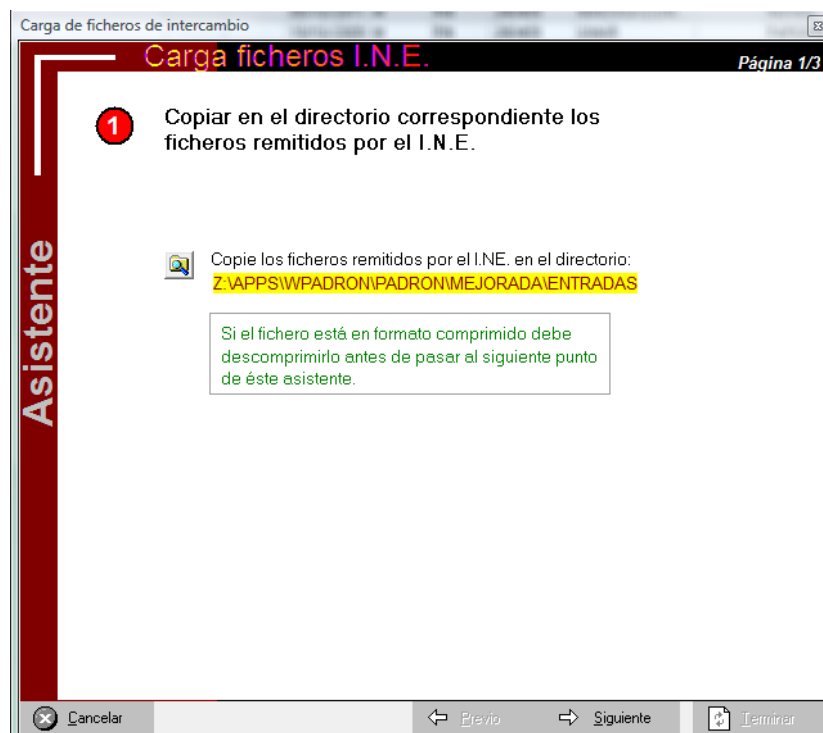 Carga de ficheros de intercambio
Carga ficheros I.N.E.
Página 1/3
Asistente
1
Copiar en el directorio correspondiente los
ficheros remitidos por el I.N.E.
Copie los ficheros remitidos por el I.NE. en el directorio:
Z:\APPS\WPADRON\PADRON\MEJORADA\ENTRADAS
Si el fichero está en formato comprimido debe
descomprimirlo antes de pasar al siguiente punto
de éste asistente.
Cancelar
Previo
Siguiente
Terminar